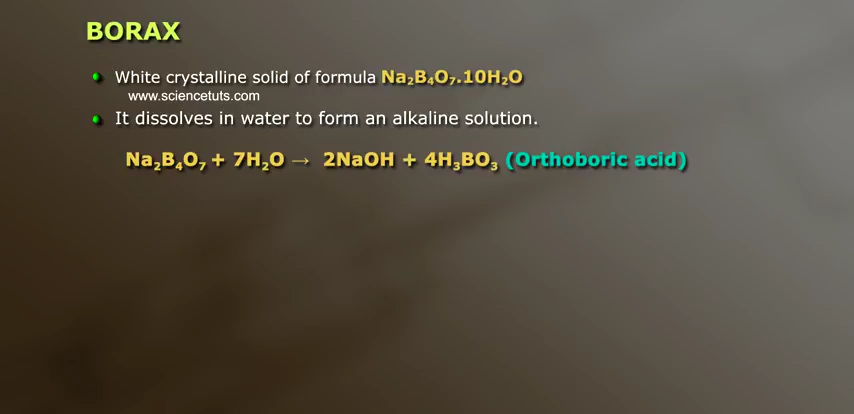 BORAX
White crystalline solid of formula Na₂B₄O₇.10H₂O
www.sciencetuts.com
It dissolves in water to form an alkaline solution.
Na₂B₄O₇ + 7H₂O → 2NaOH + 4H₃BO₃ (Orthoboric acid)